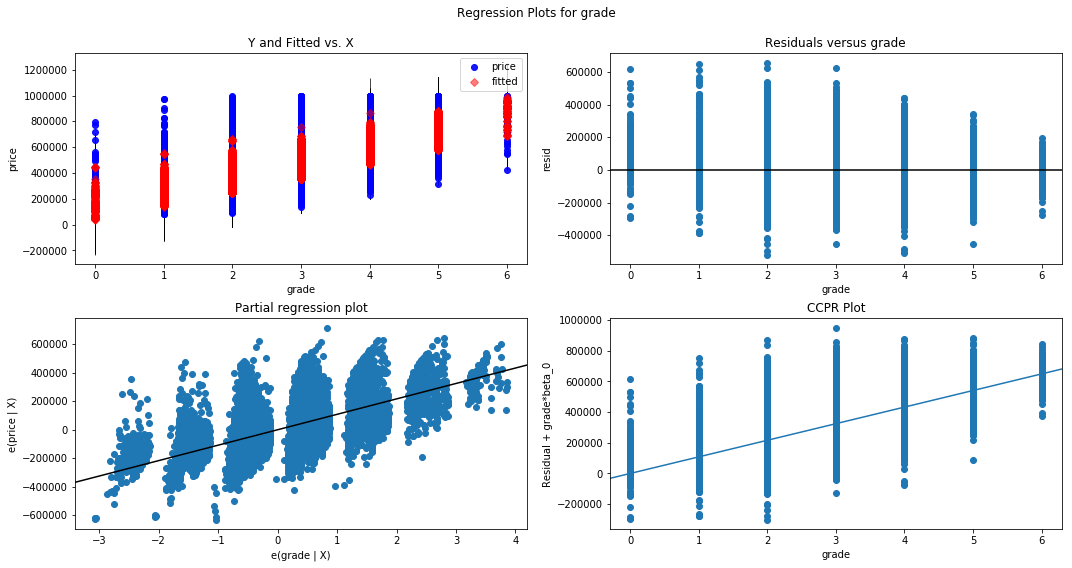 Regression Plots for grade
Y and Fitted vs. X
price
fitted
1200000
1000000
800000
600000
400000
200000
0
−200000
price
0 1 2 3 4 5 6
grade
Residuals versus grade
600000
400000
200000
0
−200000
−400000
resid
0 1 2 3 4 5 6
grade
Partial regression plot
600000
400000
200000
0
−200000
−400000
−600000
e(price | X)
−3 −2 −1 0 1 2 3 4
e(grade | X)
CCPR Plot
1000000
800000
600000
400000
200000
0
−200000
Residual + grade*beta_0
0 1 2 3 4 5 6
grade